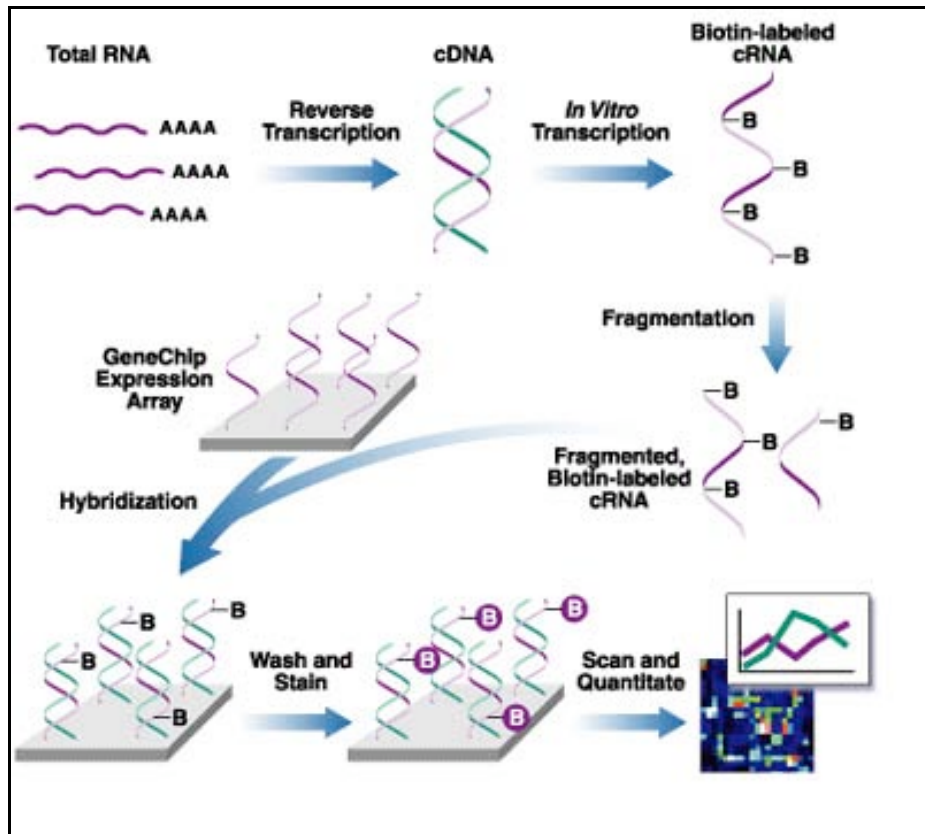 Total RNA
AAAA
AAAA
AAAA
Reverse
Transcription
cDNA
In Vitro
Transcription
Biotin-labeled
cRNA
B
B
B
B
Fragmentation
GeneChip
Expression
Array
B
B
B
B
Fragmented,
Biotin-labeled
cRNA
Hybridization
B
B
B
B
Wash and
Stain
B
B
B
B
Scan and
Quantitate